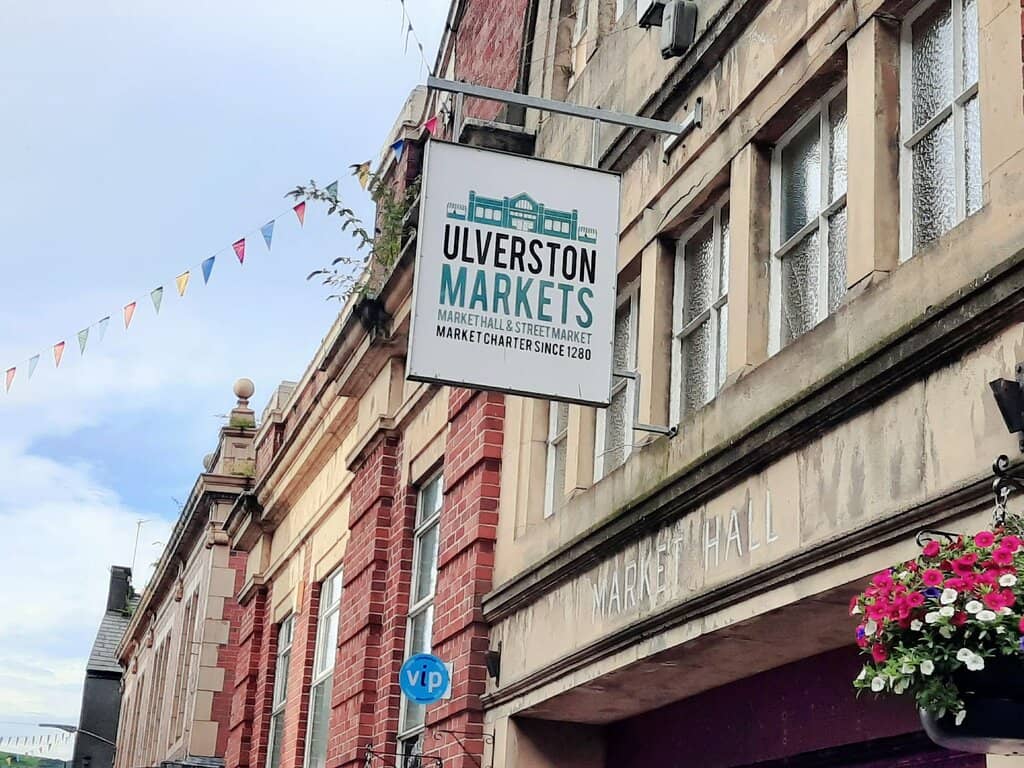 ULVERSTON
MARKETS
MARKET HALL & STREET MARKET
MARKET CHARTER SINCE 1280
MARKET HALL
vip